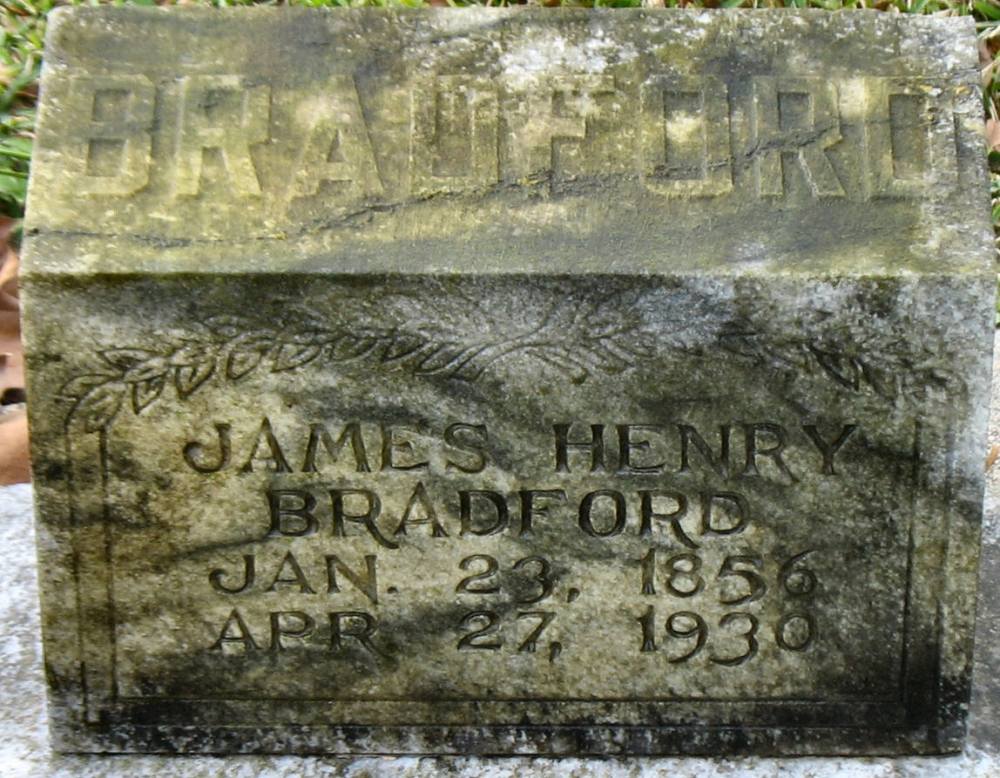 BRADFORD
JAMES HENRY
BRADFORD
JAN. 23, 1856
APR 27, 1930